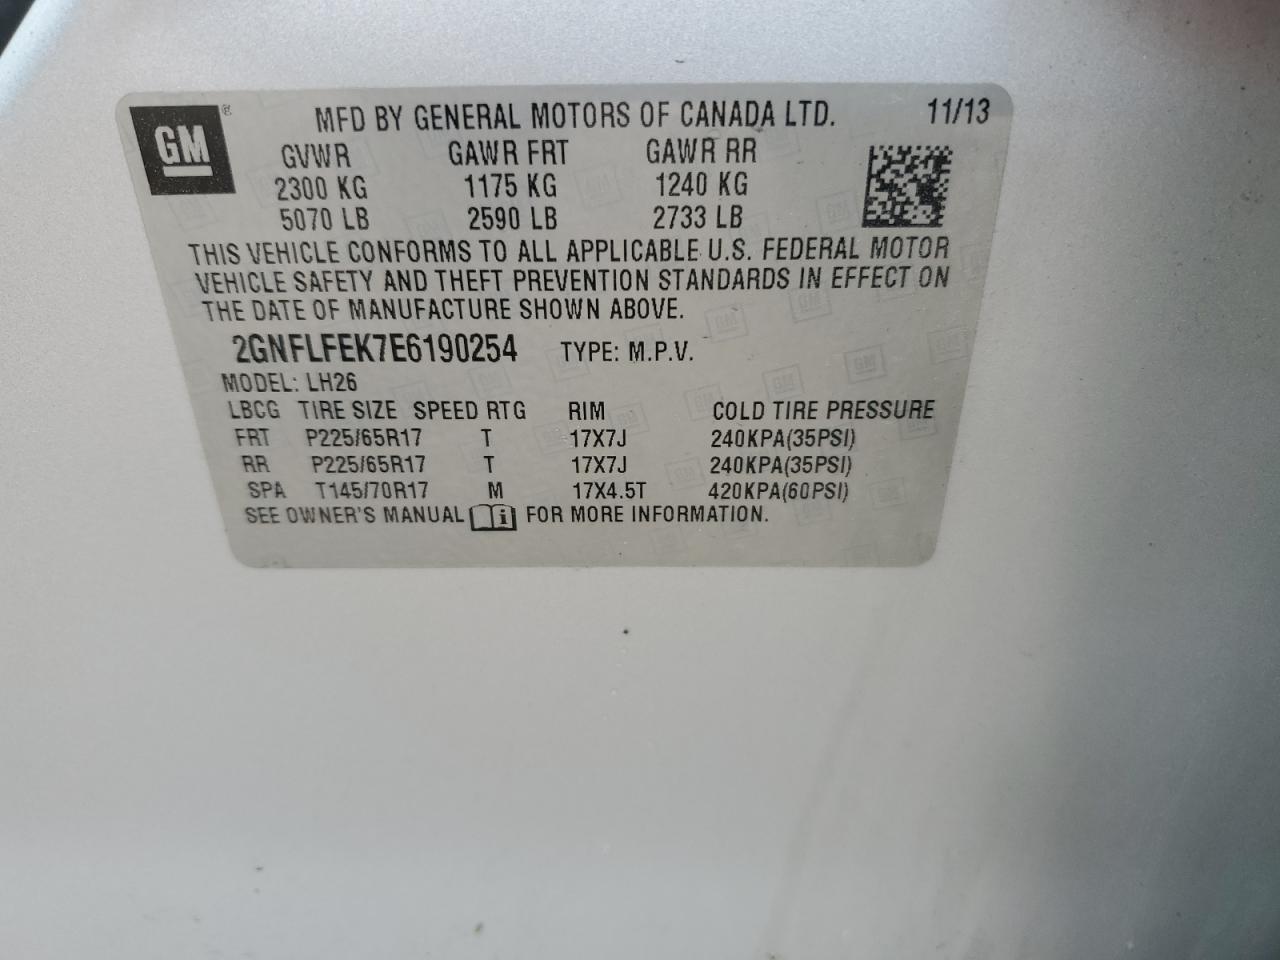 GM ® MFD BY GENERAL MOTORS OF CANADA LTD. 11/13
GVWR GAWR FRT GAWR RR
2300 KG 1175 KG 1240 KG
5070 LB 2590 LB 2733 LB
THIS VEHICLE CONFORMS TO ALL APPLICABLE U.S. FEDERAL MOTOR
VEHICLE SAFETY AND THEFT PREVENTION STANDARDS IN EFFECT ON
THE DATE OF MANUFACTURE SHOWN ABOVE.
2GNFLFEK7E6190254 TYPE: M.P.V.
MODEL: LH26
LBCG TIRE SIZE SPEED RTG RIM COLD TIRE PRESSURE
FRT P225/65R17 T 17X7J 240KPA(35PSI)
RR P225/65R17 T 17X7J 240KPA(35PSI)
SPA T145/70R17 M 17X4.5T 420KPA(60PSI)
SEE OWNER'S MANUAL i FOR MORE INFORMATION.